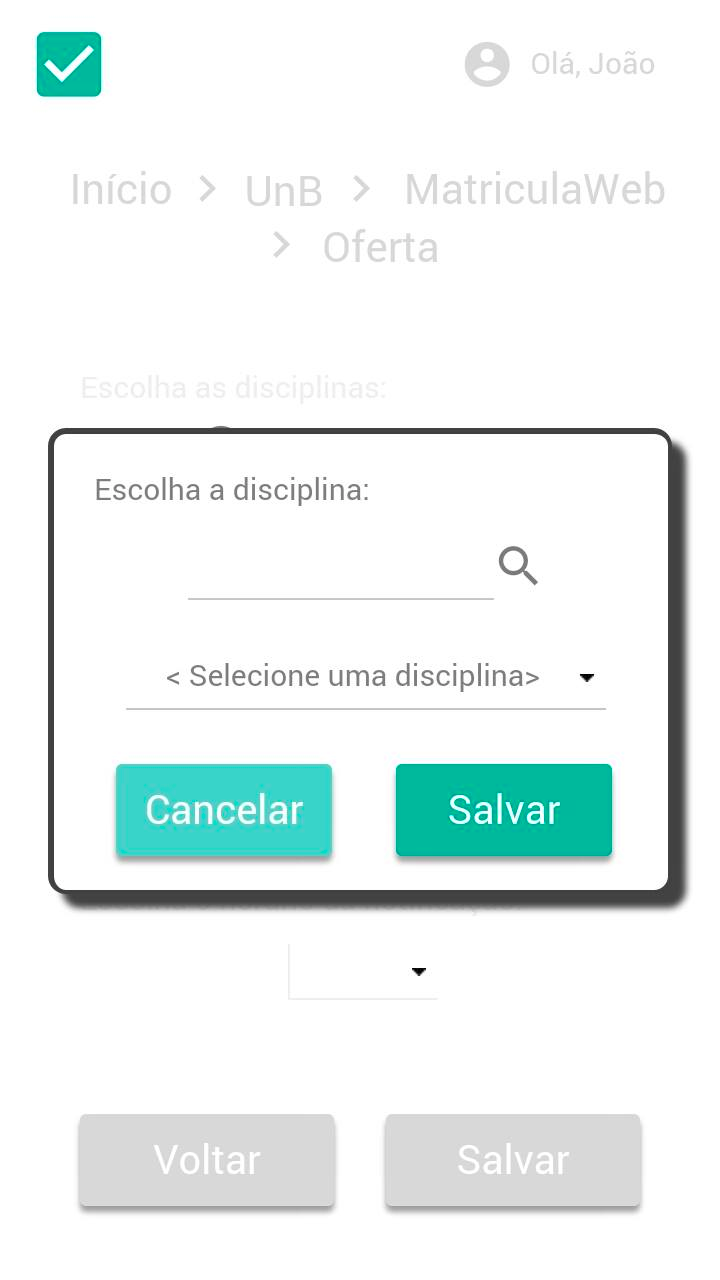 Olá, João
Início > UnB > MatriculaWeb
> Oferta
Escolha as disciplinas:
Escolha a disciplina:
< Selecione uma disciplina>
Cancelar Salvar
Voltar Salvar